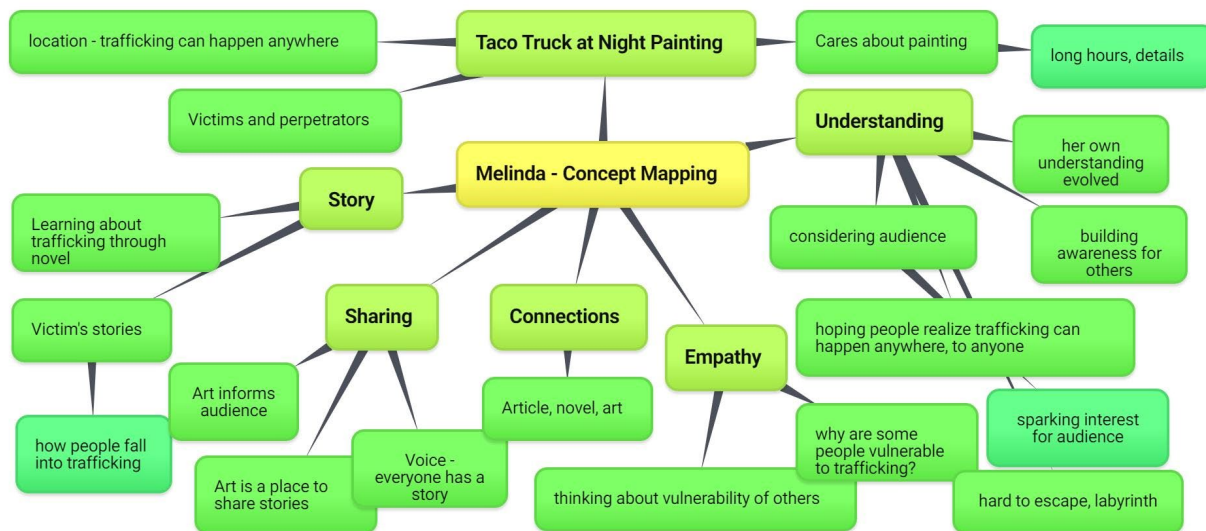 location - trafficking can happen anywhere
Taco Truck at Night Painting
Cares about painting
long hours, details
Victims and perpetrators
Understanding
her own
understanding
evolved
Melinda - Concept Mapping
Story
Learning about
trafficking through
novel
considering audience
building
awareness for
others
Victim's stories
Sharing
Connections
Empathy
hoping people realize trafficking can
happen anywhere, to anyone
Art informs
audience
Article, novel, art
sparking interest
for audience
how people fall
into trafficking
Art is a place to
share stories
Voice -
everyone has a
story
thinking about vulnerability of others
why are some
people vulnerable
to trafficking?
hard to escape, labyrinth